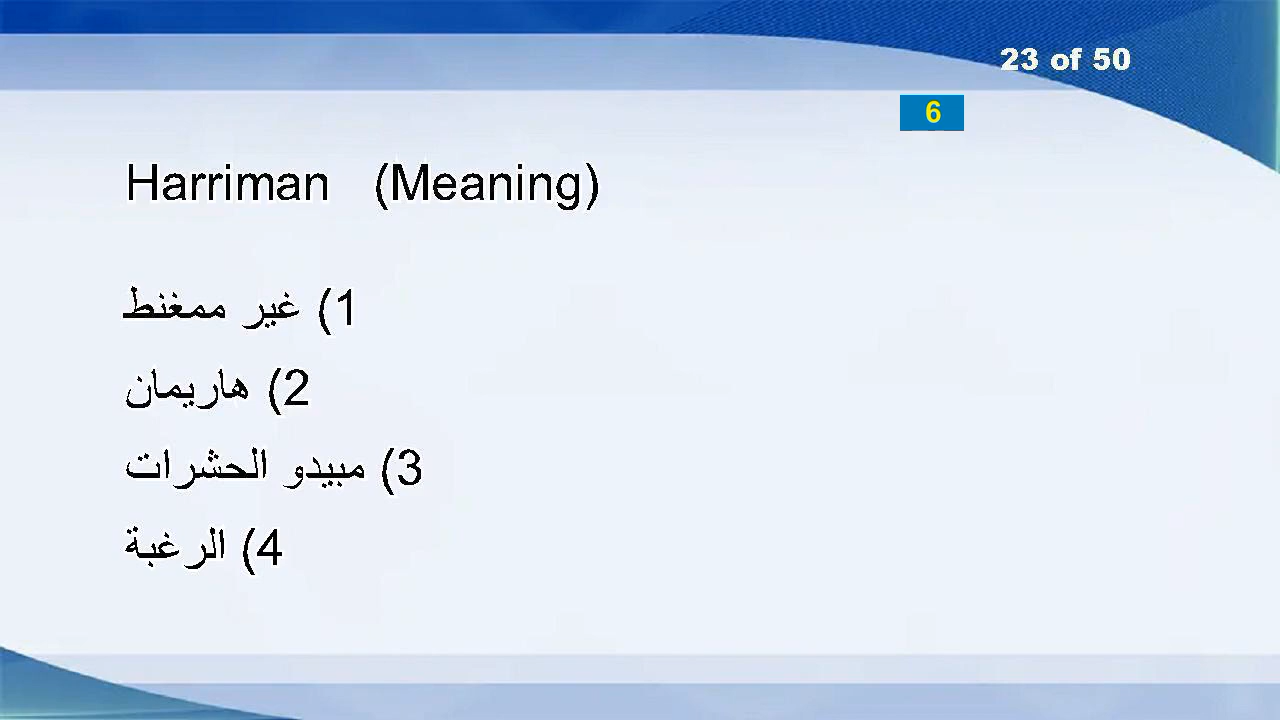 23 of 50
6
Harriman (Meaning)
1) غير ممغنط
2) هاريمان
3) مبيدو الحشرات
4) الرغبة